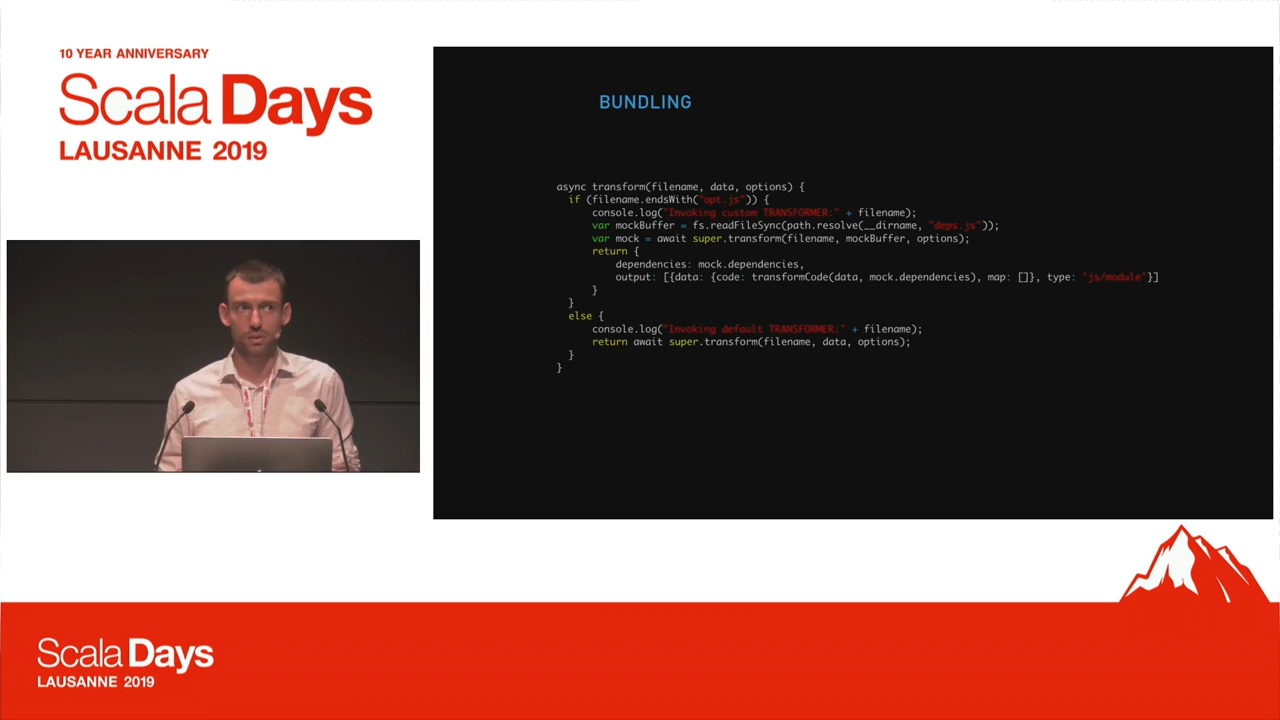 10 YEAR ANNIVERSARY
Scala Days
LAUSANNE 2019
BUNDLING
async transform(filename, data, options) {
if (filename.endsWith("opt.js")) {
console.log("Invoking custom TRANSFORMER:" + filename);
var mockBuffer = fs.readFileSync(path.resolve(__dirname, "deps.js"));
var mock = await super.transform(filename, mockBuffer, options);
return {
dependencies: mock.dependencies,
output: [{data: {code: transformCode(data, mock.dependencies), map: []}, type: "js/module"}]
}
}
else {
console.log("Invoking default TRANSFORMER:" + filename);
return await super.transform(filename, data, options);
}
}
Scala Days
LAUSANNE 2019